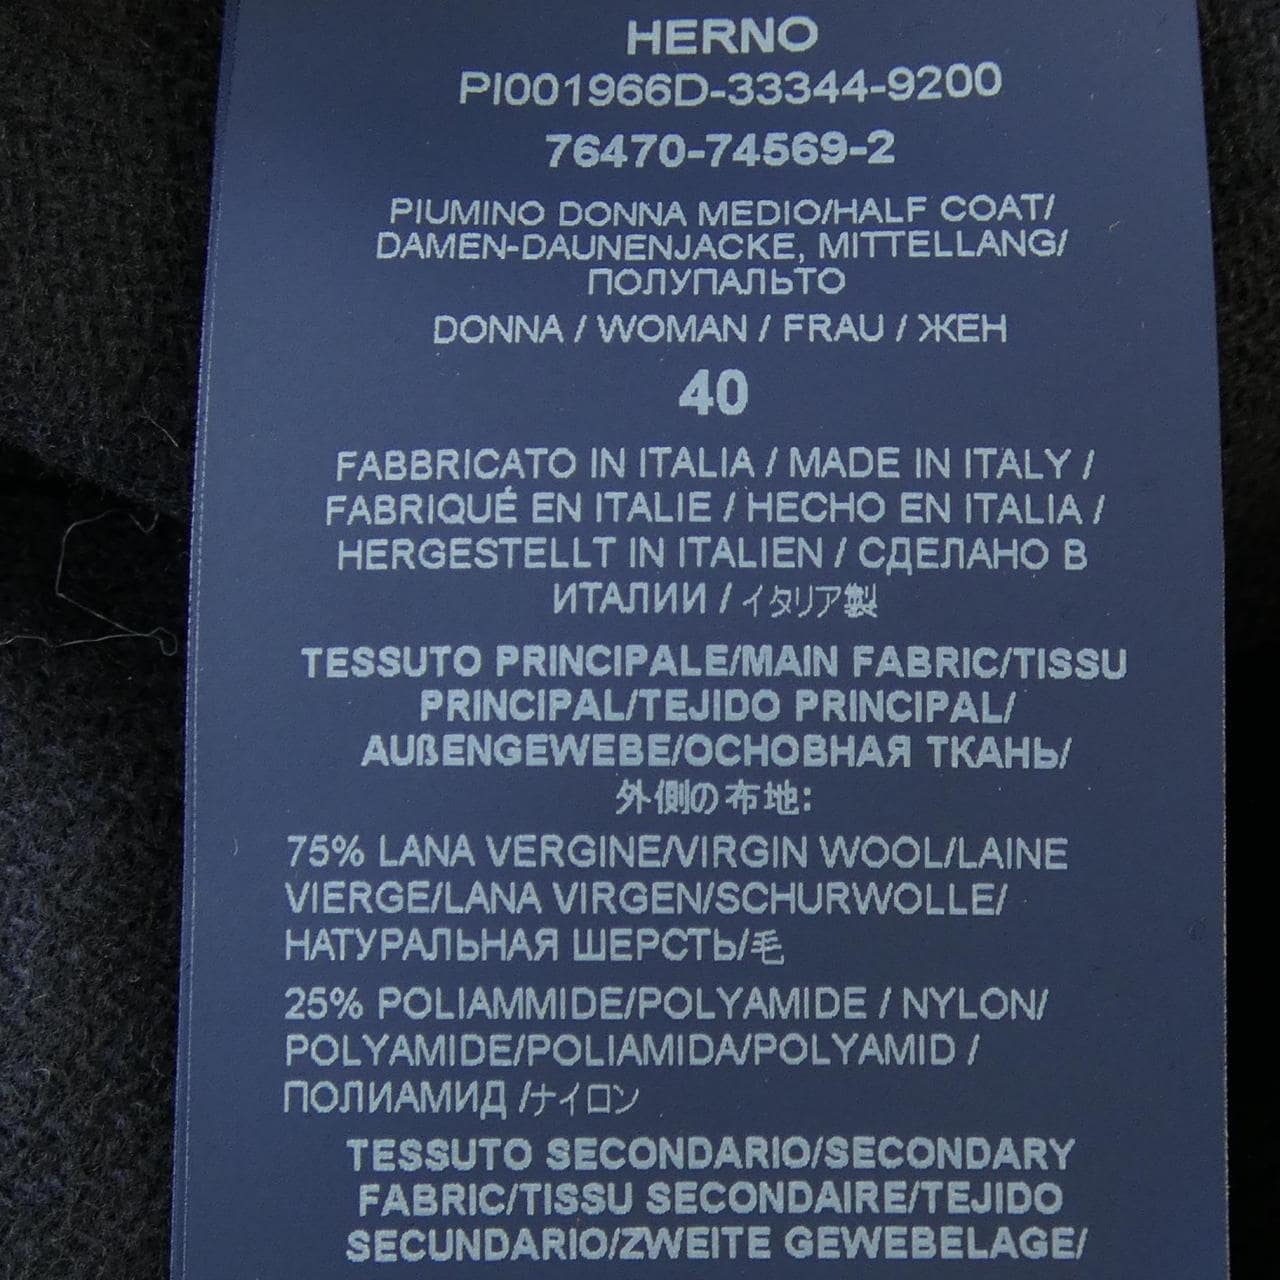 HERNO
PI001966D-33344-9200
76470-74569-2
PIUMINO DONNA MEDIO/HALF COAT/
DAMEN-DAUNENJACKE, MITTELLANG/
ПОЛУПАЛЬТО
DONNA / WOMAN / FRAU / ЖЕН
40
FABBRICATO IN ITALIA / MADE IN ITALY /
FABRIQUÉ EN ITALIE / HECHO EN ITALIA /
HERGESTELLT IN ITALIEN / СДЕЛАНО В
ИТАЛИИ / イタリア製
TESSUTO PRINCIPALE/MAIN FABRIC/TISSU
PRINCIPAL/TEJIDO PRINCIPAL/
AUßENGEWEBE/ОСНОВНАЯ ТКАНЬ/
外側の布地:
75% LANA VERGINE/VIRGIN WOOL/LAINE
VIERGE/LANA VIRGEN/SCHURWOLLE/
НАТУРАЛЬНАЯ ШЕРСТЬ/毛
25% POLIAMMIDE/POLYAMIDE / NYLON/
POLYAMIDE/POLIAMIDA/POLYAMID /
ПОЛИАМИД /ナイロン
TESSUTO SECONDARIO/SECONDARY
FABRIC/TISSU SECONDAIRE/TEJIDO
SECUNDARIO/ZWEITE GEWEBELAGE/